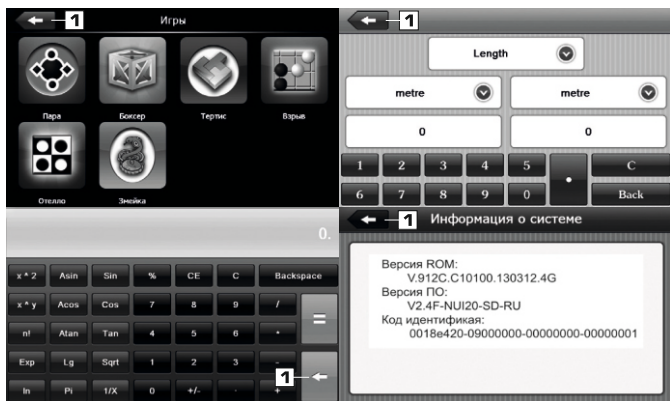 1 Игры
Пара Боксер Тертис Взрыв
Отелло Змейка
1
Length
metre metre
0 0
1 2 3 4 5 . C
6 7 8 9 0 Back
0.
x ^ 2 Asin Sin % CE C Backspace
x ^ y Acos Cos 7 8 9 / =
n! Atan Tan 4 5 6 *
Exp Lg Sqrt 1 2 3 -
1
ln Pi 1/X 0 +/- . +
1 Информация о системе
Версия ROM:
V.912C.C10100.130312.4G
Версия ПО:
V2.4F-NUI20-SD-RU
Код идентификая:
0018e420-09000000-00000000-00000001